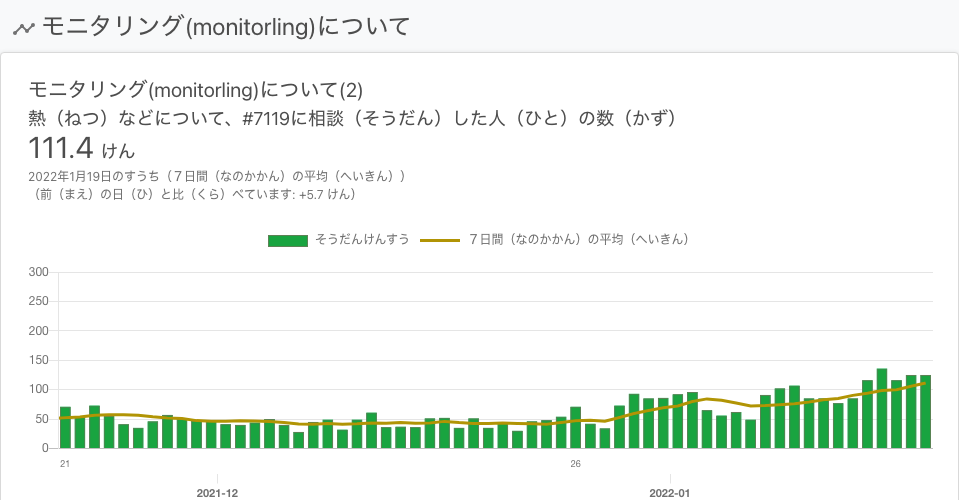 モニタリング(monitorling)について
モニタリング(monitorling)について(2)
熱（ねつ）などについて、#7119に相談（そうだん）した人（ひと）の数（かず）
111.4 けん
2022年1月19日のすうち（７日間（なのかかん）の平均（へいきん））
（前（まえ）の日（ひ）と比（くら）べています: +5.7 けん）
そうだんけんすう ７日間（なのかかん）の平均（へいきん）
300
250
200
150
100
50
0
21 26
2021-12 2022-01